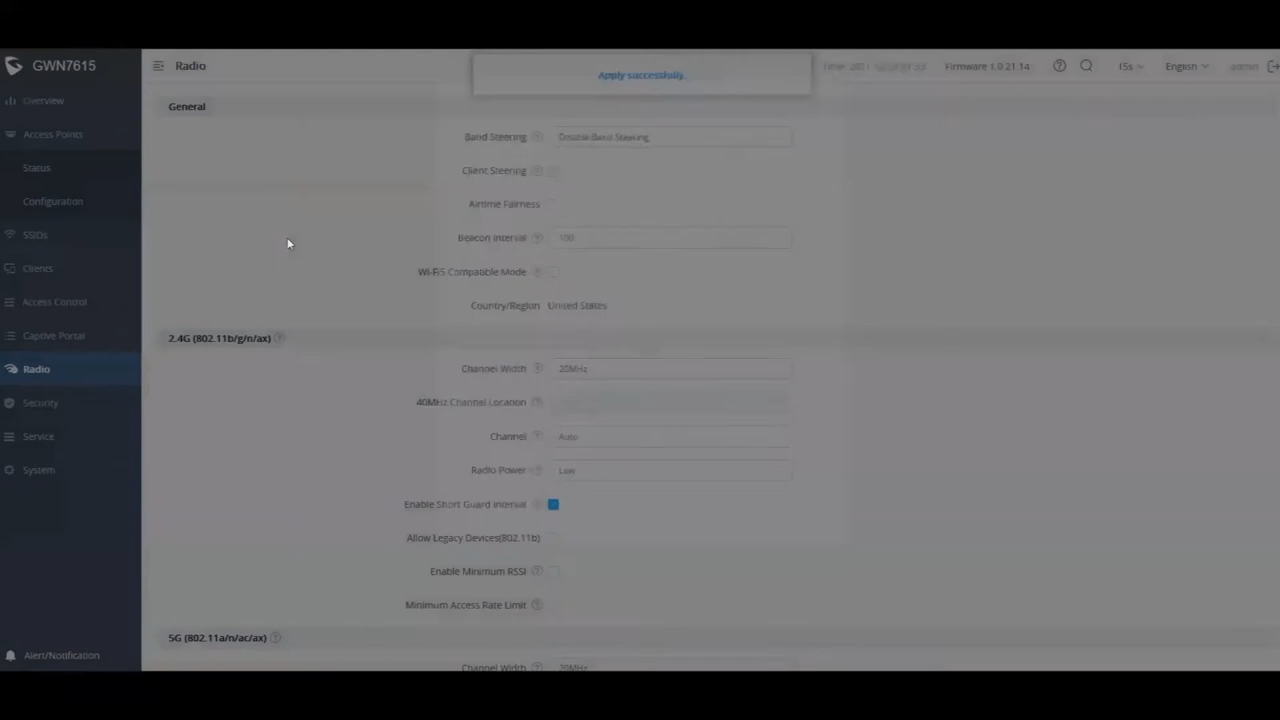 GWN7615
Radio
Apply successfully.
Firmware 1.0.21.14
15s
English
admin
Overview
Access Points
Status
Configuration
SSIDs
Clients
Access Control
Captive Portal
Radio
Security
Service
System
Alert/Notification
General
Band Steering
Disable Band Steering
Client Steering
Airtime Fairness
Beacon Interval
100
Wi-Fi5 Compatible Mode
Country/Region United States
2.4G (802.11b/g/n/ax)
Channel Width
20MHz
40MHz Channel Location
Channel
Auto
Radio Power
Low
Enable Short Guard Interval
Allow Legacy Devices(802.11b)
Enable Minimum RSSI
Minimum Access Rate Limit
5G (802.11a/n/ac/ax)
Channel Width
20MHz